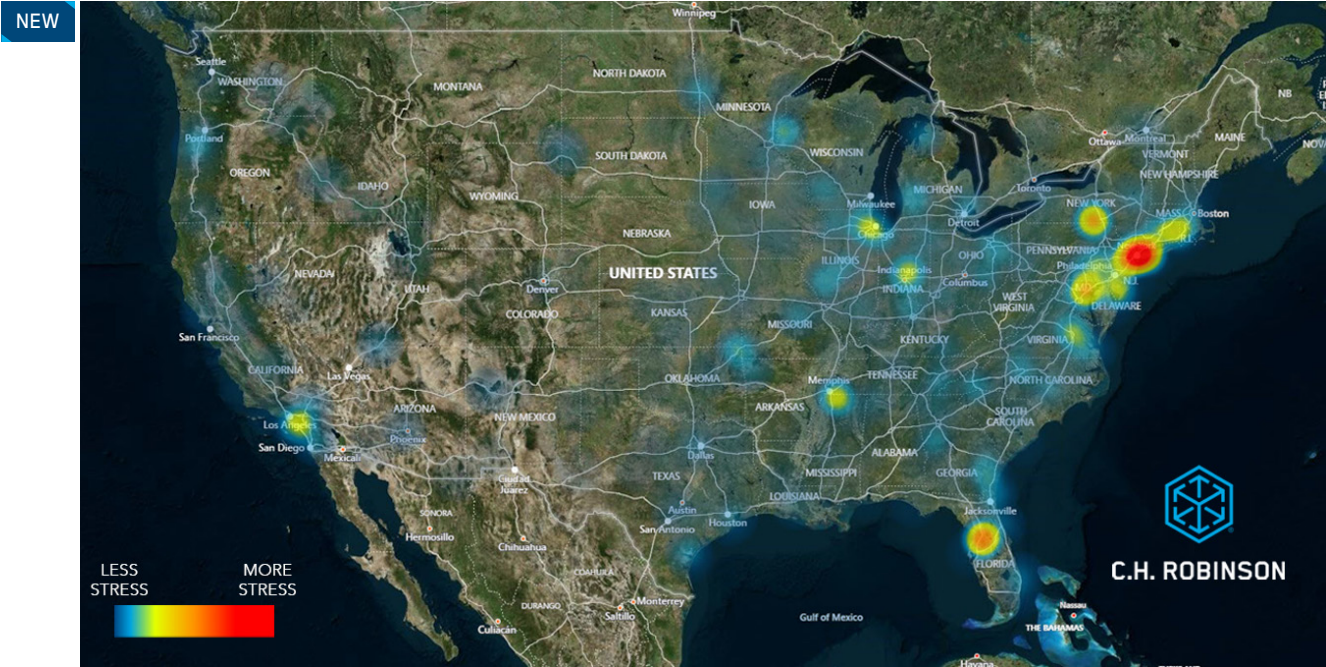 NEW
Winnipeg
Seattle
WASHINGTON
MONTANA
NORTH DAKOTA
MINNESOTA
NB
Portland
OREGON
IDAHO
SOUTH DAKOTA
WISCONSIN
Ottawa
Montreal
MAINE
VERMONT
NEW HAMPSHIRE
WYOMING
IOWA
Milwaukee
MICHIGAN
Toronto
NEW YORK
MASS
Boston
R.I.
Detroit
NEBRASKA
ILLINOIS
OHIO
PENNSYLVANIA
NEVADA
UTAH
UNITED STATES
Indianapolis
INDIANA
Columbus
Philadelphia
N.J.
MD
DELAWARE
Denver
COLORADO
KANSAS
MISSOURI
WEST
VIRGINIA
San Francisco
KENTUCKY
VIRGINIA
CALIFORNIA
Las Vegas
OKLAHOMA
Memphis
TENNESSEE
NORTH CAROLINA
ARIZONA
NEW MEXICO
ARKANSAS
SOUTH
CAROLINA
Los Angeles
Phoenix
San Diego
Mexicali
Dallas
ALABAMA
TEXAS
MISSISSIPPI
GEORGIA
Ciudad
Juarez
LOUISIANA
SONORA
Austin
Jacksonville
Hermosillo
San Antonio
Houston
Chihuahua
FLORIDA
COAHUILA
C.H. ROBINSON
LESS
STRESS
MORE
STRESS
DURANGO
Monterrey
Saltillo
Culiacán
Gulf of Mexico
Nassau
THE BAHAMAS
Havana